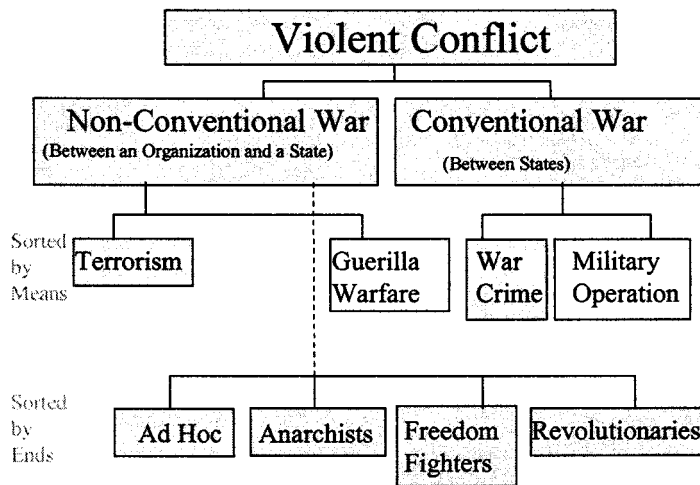 Violent Conflict
Non-Conventional War
(Between an Organization and a State)
Conventional War
(Between States)
Sorted
by
Means
Terrorism
Guerilla
Warfare
War
Crime
Military
Operation
Sorted
by
Ends
Ad Hoc
Anarchists
Freedom
Fighters
Revolutionaries